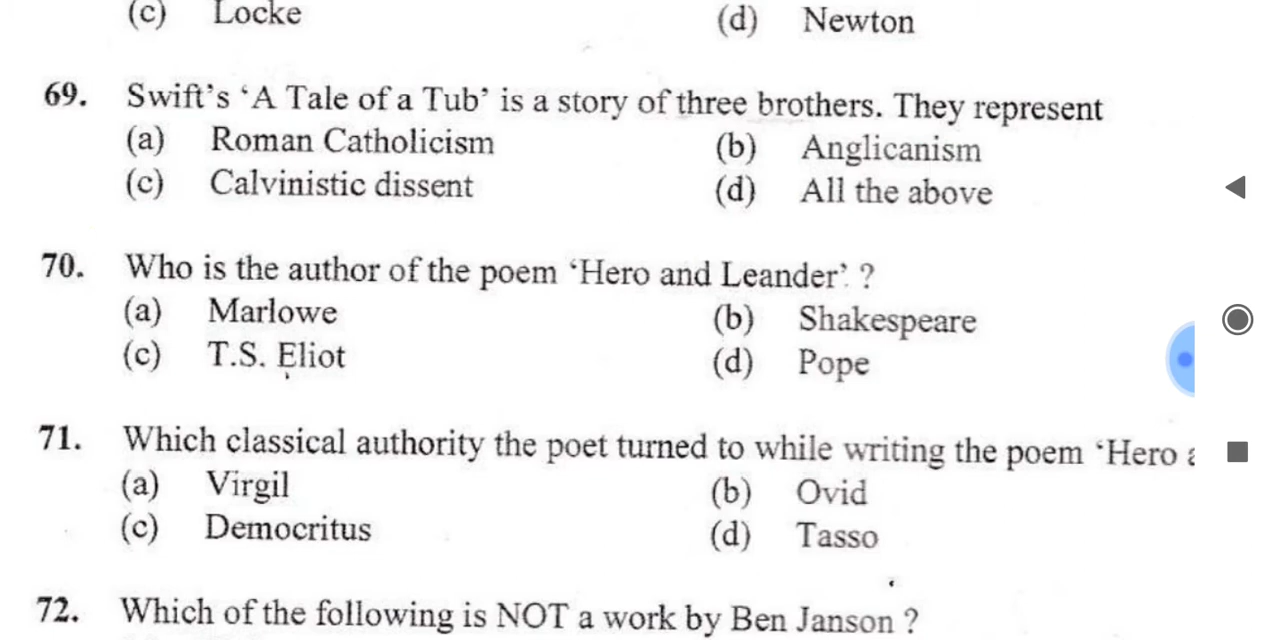 (c) Locke (d) Newton
69. Swift's ‘A Tale of a Tub’ is a story of three brothers. They represent
(a) Roman Catholicism (b) Anglicanism
(c) Calvinistic dissent (d) All the above
70. Who is the author of the poem ‘Hero and Leander’ ?
(a) Marlowe (b) Shakespeare
(c) T.S. Eliot (d) Pope
71. Which classical authority the poet turned to while writing the poem ‘Hero
(a) Virgil (b) Ovid
(c) Democritus (d) Tasso
72. Which of the following is NOT a work by Ben Janson ?